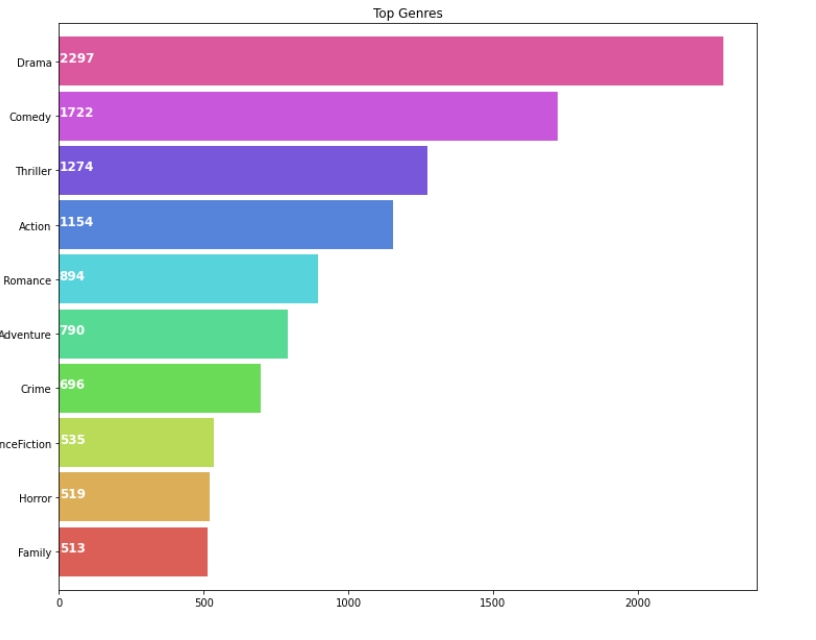 Top Genres
Drama 2297
Comedy 1722
Thriller 1274
Action 1154
Romance 894
Adventure 790
Crime 696
nceFiction 535
Horror 519
Family 513
0 500 1000 1500 2000